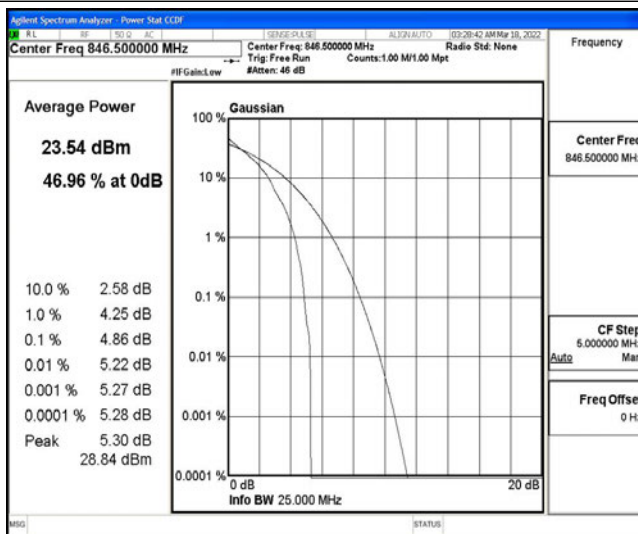 Agilent Spectrum Analyzer - Power Stat CCDF
RL RF 50 Ω AC SENSE:PULSE ALIGN AUTO 03:28:42 AM Mar 18, 2022
Center Freq 846.500000 MHz
Center Freq: 846.500000 MHz Radio Std: None
Trig: Free Run Counts:1.00 M/1.00 Mpt
#IFGain:Low #Atten: 46 dB
Frequency
Average Power
23.54 dBm
46.96 % at 0dB
10.0 % 2.58 dB
1.0 % 4.25 dB
0.1 % 4.86 dB
0.01 % 5.22 dB
0.001 % 5.27 dB
0.0001 % 5.28 dB
Peak 5.30 dB
28.84 dBm
Gaussian
100 %
10 %
1 %
0.1 %
0.01 %
0.001 %
0.0001 %
0 dB 20 dB
Info BW 25.000 MHz
Center Freq
846.500000 MHz
CF Step
5.000000 MHz
Auto Man
Freq Offse
0 Hz
MSG STATUS